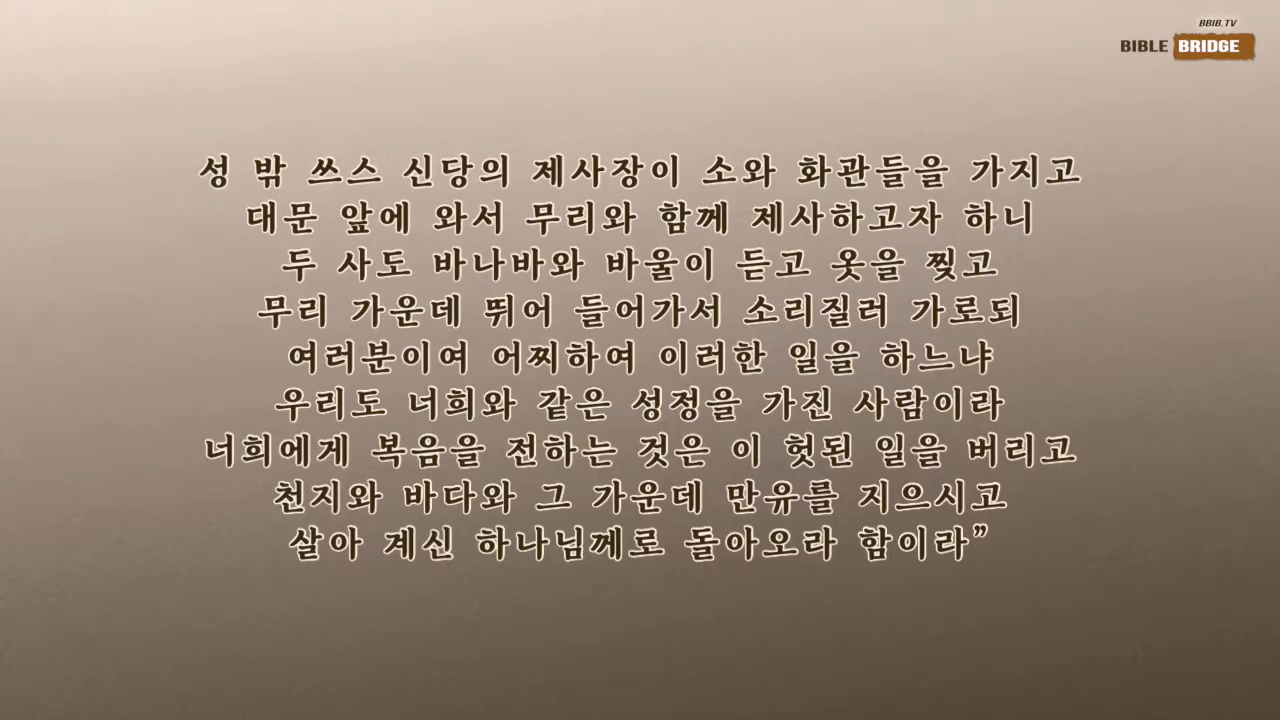 BBIB.TV
BIBLE BRIDGE
성 밖 쓰스 신당의 제사장이 소와 화관들을 가지고
대문 앞에 와서 무리와 함께 제사하고자 하니
두 사도 바나바와 바울이 듣고 옷을 찢고
무리 가운데 뛰어 들어가서 소리질러 가로되
여러분이여 어찌하여 이러한 일을 하느냐
우리도 너희와 같은 성정을 가진 사람이라
너희에게 복음을 전하는 것은 이 헛된 일을 버리고
천지와 바다와 그 가운데 만유를 지으시고
살아 계신 하나님께로 돌아오라 함이라”